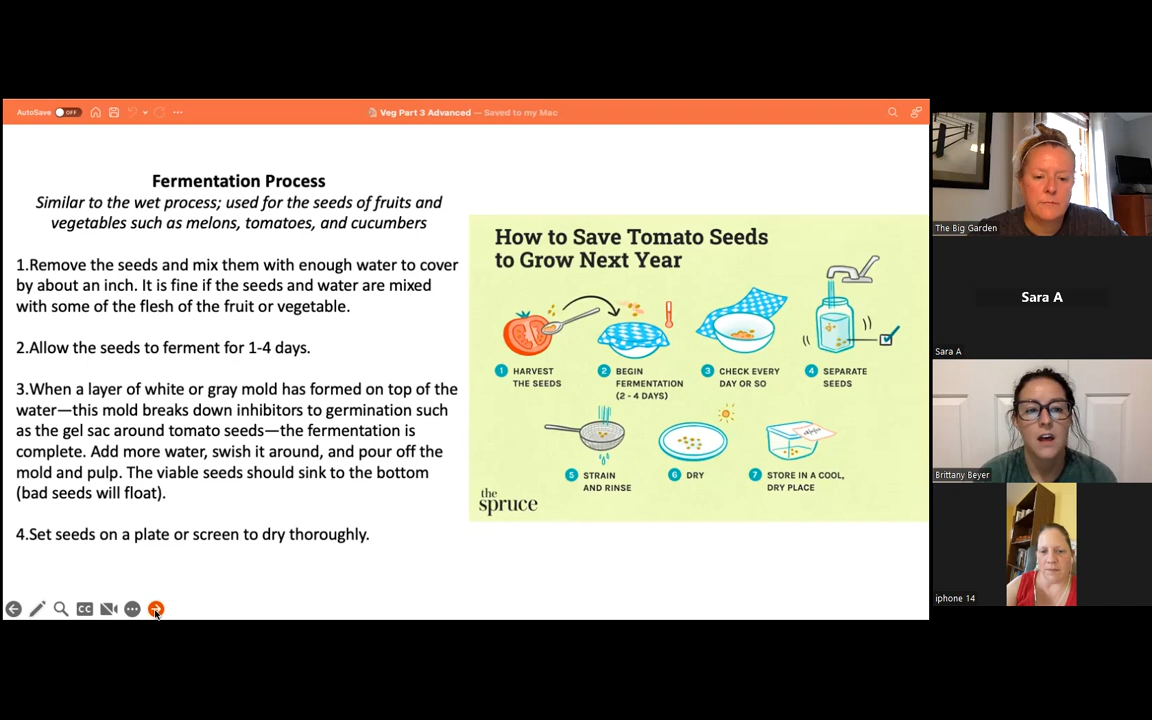 AutoSave OFF
Veg Part 3 Advanced — Saved to my Mac
Fermentation Process
Similar to the wet process; used for the seeds of fruits and
vegetables such as melons, tomatoes, and cucumbers
1.Remove the seeds and mix them with enough water to cover
by about an inch. It is fine if the seeds and water are mixed
with some of the flesh of the fruit or vegetable.
2.Allow the seeds to ferment for 1-4 days.
3.When a layer of white or gray mold has formed on top of the
water—this mold breaks down inhibitors to germination such
as the gel sac around tomato seeds—the fermentation is
complete. Add more water, swish it around, and pour off the
mold and pulp. The viable seeds should sink to the bottom
(bad seeds will float).
4.Set seeds on a plate or screen to dry thoroughly.
How to Save Tomato Seeds
to Grow Next Year
1 HARVEST
THE SEEDS
2 BEGIN
FERMENTATION
(2 - 4 DAYS)
3 CHECK EVERY
DAY OR SO
4 SEPARATE
SEEDS
5 STRAIN
AND RINSE
6 DRY
7 STORE IN A COOL,
DRY PLACE
the
spruce
CC
The Big Garden
Sara A
Sara A
Brittany Beyer
iphone 14